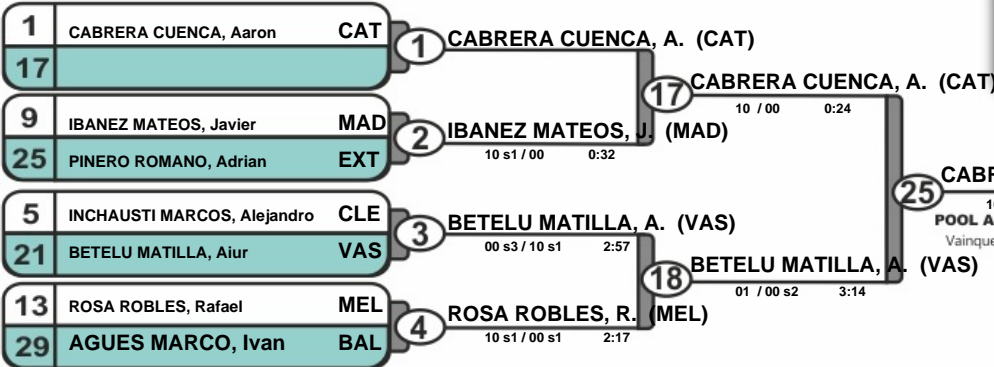 1 CABRERA CUENCA, Aaron CAT
17
9 IBANEZ MATEOS, Javier MAD
25 PINERO ROMANO, Adrian EXT
5 INCHAUSTI MARCOS, Alejandro CLE
21 BETELU MATILLA, Aiur VAS
13 ROSA ROBLES, Rafael MEL
29 AGUES MARCO, Ivan BAL
1 CABRERA CUENCA, A. (CAT)
2 IBANEZ MATEOS, J. (MAD)
10 s1 / 00 0:32
3 BETELU MATILLA, A. (VAS)
00 s3 / 10 s1 2:57
4 ROSA ROBLES, R. (MEL)
10 s1 / 00 s1 2:17
17 CABRERA CUENCA, A. (CAT)
10 / 00 0:24
18 BETELU MATILLA, A. (VAS)
01 / 00 s2 3:14
25 CABR
POOL A
Vainque